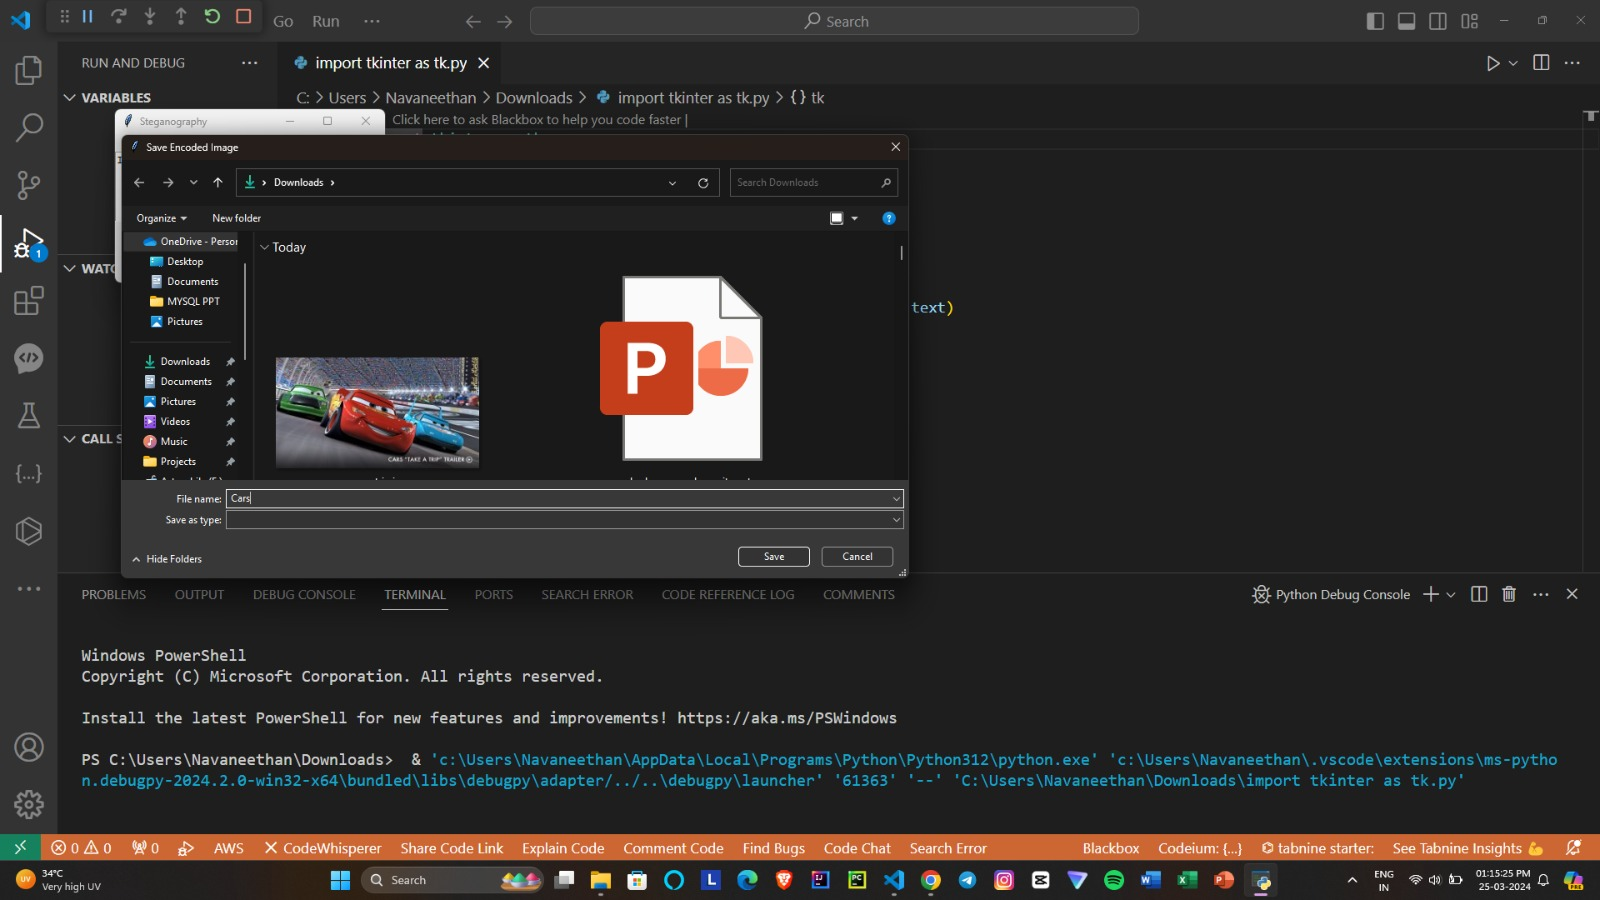 Go Run ···
Search
RUN AND DEBUG ···
import tkinter as tk.py
VARIABLES
C: > Users > Navaneethan > Downloads > import tkinter as tk.py > {} tk
Steganography
Click here to ask Blackbox to help you code faster |
Save Encoded Image
Downloads
Search Downloads
Organize
New folder
OneDrive - Person
Today
Desktop
Documents
MYSQL PPT
Pictures
text)
Downloads
Documents
Pictures
Videos
Music
Projects
P
CARS "TAKE A TRIP" TRAILER
WATC
CALL S
1
File name: Cars
Save as type:
Hide Folders
Save
Cancel
PROBLEMS OUTPUT DEBUG CONSOLE TERMINAL PORTS SEARCH ERROR CODE REFERENCE LOG COMMENTS
Python Debug Console
Windows PowerShell
Copyright (C) Microsoft Corporation. All rights reserved.
Install the latest PowerShell for new features and improvements! https://aka.ms/PSWindows
PS C:\Users\Navaneethan\Downloads> & 'c:\Users\Navaneethan\AppData\Local\Programs\Python\Python312\python.exe' 'c:\Users\Navaneethan\.vscode\extensions\ms-pytho
n.debugpy-2024.2.0-win32-x64\bundled\libs\debugpy\adapter/../..\debugpy\launcher' '61363' '--' 'C:\Users\Navaneethan\Downloads\import tkinter as tk.py'
0 0 0 AWS CodeWhisperer Share Code Link Explain Code Comment Code Find Bugs Code Chat Search Error Blackbox Codeium: {...} tabnine starter: See Tabnine Insights
34°C
Very high UV
Search
ENG
IN
01:15:25 PM
25-03-2024